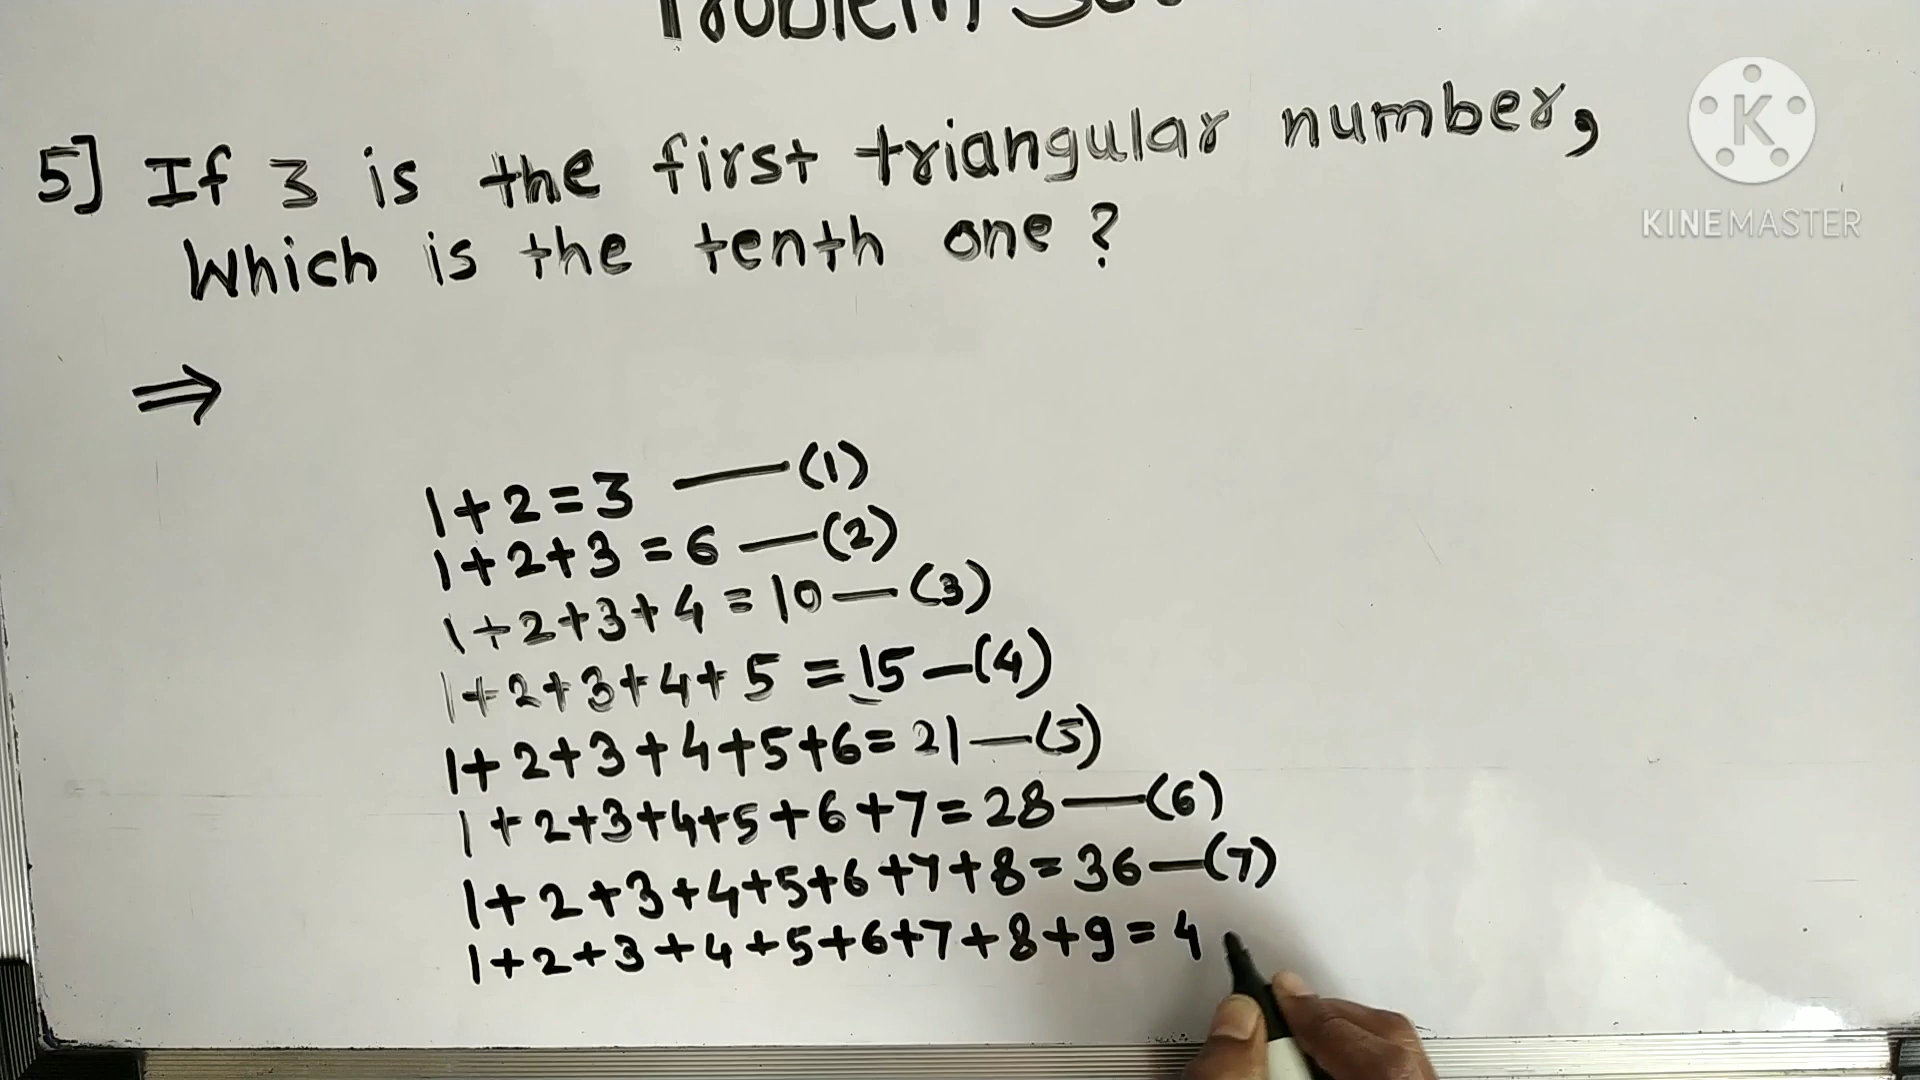 Problem Se
5] If 3 is the first triangular number,
Which is the tenth one?
⇒
1+2=3 —(1)
1+2+3=6—(2)
1+2+3+4=10—(3)
1+2+3+4+5=15—(4)
1+2+3+4+5+6=21—(5)
1+2+3+4+5+6+7=28—(6)
1+2+3+4+5+6+7+8=36—(7)
1+2+3+4+5+6+7+8+9=4
K
KINEMASTER